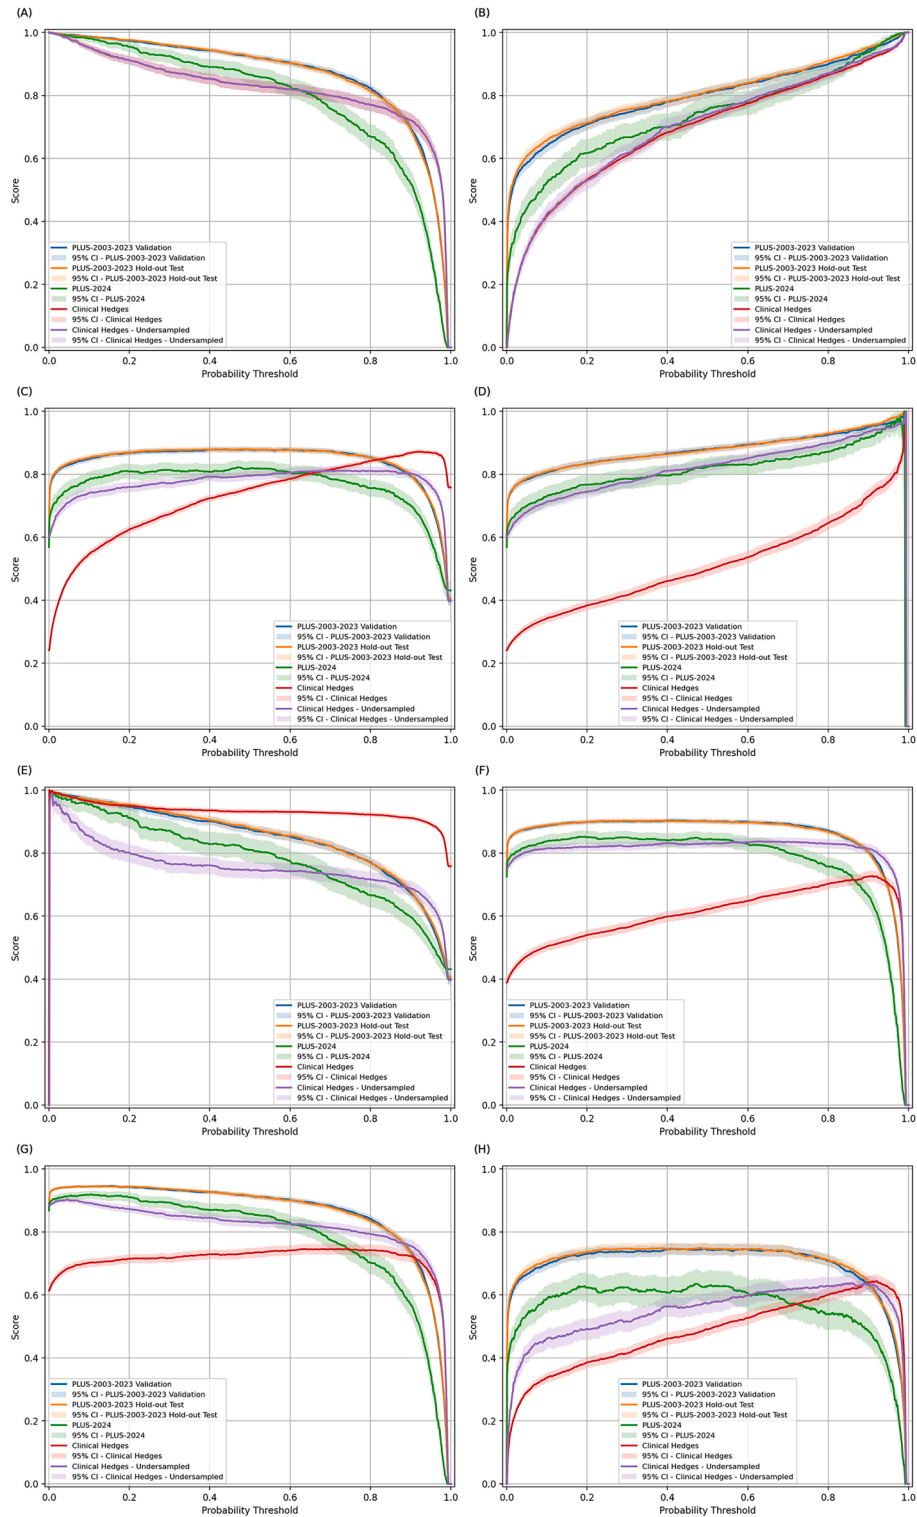 (A)
1.0
0.8
0.6
0.4
0.2
0.0
Score
PLUS-2003-2023 Validation
95% CI - PLUS-2003-2023 Validation
PLUS-2003-2023 Hold-out Test
95% CI - PLUS-2003-2023 Hold-out Test
PLUS-2024
95% CI - PLUS-2024
Clinical Hedges
95% CI - Clinical Hedges
Clinical Hedges - Undersampled
95% CI - Clinical Hedges - Undersampled
0.0 0.2 0.4 0.6 0.8 1.0
Probability Threshold
(B)
1.0
0.8
0.6
0.4
0.2
0.0
Score
PLUS-2003-2023 Validation
95% CI - PLUS-2003-2023 Validation
PLUS-2003-2023 Hold-out Test
95% CI - PLUS-2003-2023 Hold-out Test
PLUS-2024
95% CI - PLUS-2024
Clinical Hedges
95% CI - Clinical Hedges
Clinical Hedges - Undersampled
95% CI - Clinical Hedges - Undersampled
0.0 0.2 0.4 0.6 0.8 1.0
Probability Threshold
(C)
1.0
0.8
0.6
0.4
0.2
0.0
Score
PLUS-2003-2023 Validation
95% CI - PLUS-2003-2023 Validation
PLUS-2003-2023 Hold-out Test
95% CI - PLUS-2003-2023 Hold-out Test
PLUS-2024
95% CI - PLUS-2024
Clinical Hedges
95% CI - Clinical Hedges
Clinical Hedges - Undersampled
95% CI - Clinical Hedges - Undersampled
0.0 0.2 0.4 0.6 0.8 1.0
Probability Threshold
(D)
1.0
0.8
0.6
0.4
0.2
0.0
Score
PLUS-2003-2023 Validation
95% CI - PLUS-2003-2023 Validation
PLUS-2003-2023 Hold-out Test
95% CI - PLUS-2003-2023 Hold-out Test
PLUS-2024
95% CI - PLUS-2024
Clinical Hedges
95% CI - Clinical Hedges
Clinical Hedges - Undersampled
95% CI - Clinical Hedges - Undersampled
0.0 0.2 0.4 0.6 0.8 1.0
Probability Threshold
(E)
1.0
0.8
0.6
0.4
0.2
0.0
Score
PLUS-2003-2023 Validation
95% CI - PLUS-2003-2023 Validation
PLUS-2003-2023 Hold-out Test
95% CI - PLUS-2003-2023 Hold-out Test
PLUS-2024
95% CI - PLUS-2024
Clinical Hedges
95% CI - Clinical Hedges
Clinical Hedges - Undersampled
95% CI - Clinical Hedges - Undersampled
0.0 0.2 0.4 0.6 0.8 1.0
Probability Threshold
(F)
1.0
0.8
0.6
0.4
0.2
0.0
Score
PLUS-2003-2023 Validation
95% CI - PLUS-2003-2023 Validation
PLUS-2003-2023 Hold-out Test
95% CI - PLUS-2003-2023 Hold-out Test
PLUS-2024
95% CI - PLUS-2024
Clinical Hedges
95% CI - Clinical Hedges
Clinical Hedges - Undersampled
95% CI - Clinical Hedges - Undersampled
0.0 0.2 0.4 0.6 0.8 1.0
Probability Threshold
(G)
1.0
0.8
0.6
0.4
0.2
0.0
Score
PLUS-2003-2023 Validation
95% CI - PLUS-2003-2023 Validation
PLUS-2003-2023 Hold-out Test
95% CI - PLUS-2003-2023 Hold-out Test
PLUS-2024
95% CI - PLUS-2024
Clinical Hedges
95% CI - Clinical Hedges
Clinical Hedges - Undersampled
95% CI - Clinical Hedges - Undersampled
0.0 0.2 0.4 0.6 0.8 1.0
Probability Threshold
(H)
1.0
0.8
0.6
0.4
0.2
0.0
Score
PLUS-2003-2023 Validation
95% CI - PLUS-2003-2023 Validation
PLUS-2003-2023 Hold-out Test
95% CI - PLUS-2003-2023 Hold-out Test
PLUS-2024
95% CI - PLUS-2024
Clinical Hedges
95% CI - Clinical Hedges
Clinical Hedges - Undersampled
95% CI - Clinical Hedges - Undersampled
0.0 0.2 0.4 0.6 0.8 1.0
Probability Threshold